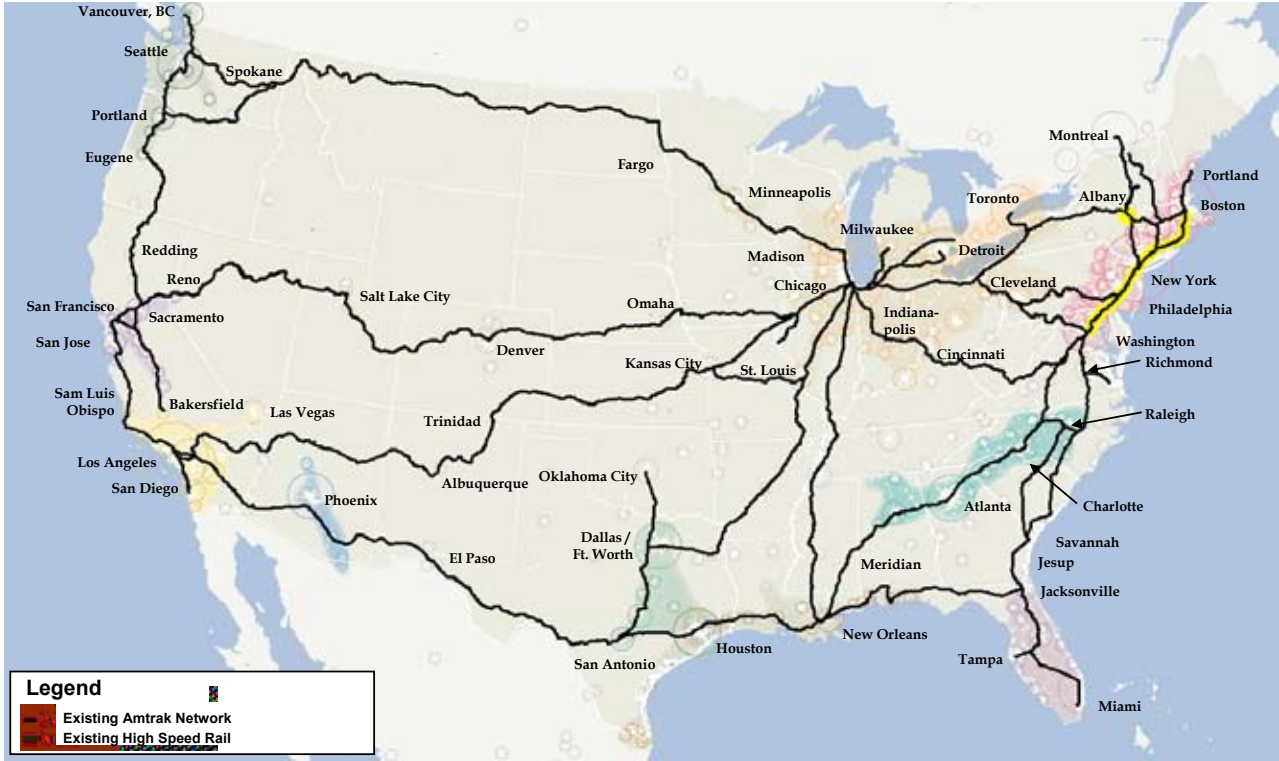 Vancouver, BC
Seattle
Spokane
Portland
Eugene
Fargo
Minneapolis
Montreal
Portland
Albany
Boston
Toronto
Milwaukee
Detroit
Madison
Redding
Reno
Chicago
Cleveland
New York
San Francisco
Salt Lake City
Omaha
Sacramento
Indiana-
polis
Philadelphia
San Jose
Denver
Cincinnati
Washington
Kansas City
St. Louis
Richmond
Sam Luis
Obispo
Bakersfield
Las Vegas
Trinidad
Raleigh
Los Angeles
San Diego
Albuquerque
Oklahoma City
Phoenix
Atlanta
Charlotte
Dallas /
Ft. Worth
El Paso
Savannah
Meridian
Jesup
Jacksonville
New Orleans
Houston
San Antonio
Tampa
Miami
Legend
Existing Amtrak Network
Existing High Speed Rail